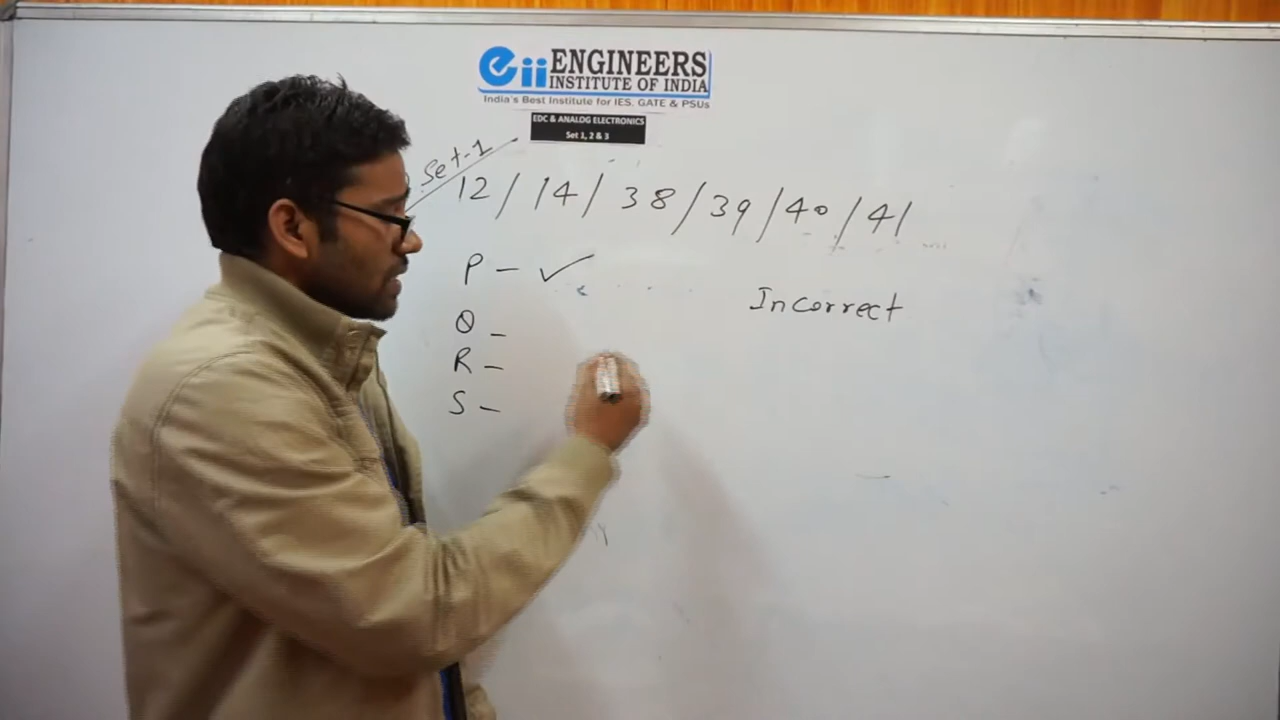 eii ENGINEERS
INSTITUTE OF INDIA
India's Best Institute for IES, GATE & PSUs
EDC & ANALOG ELECTRONICS
Set 1, 2 & 3
Set-1
12 / 14 / 38 / 39 / 40 / 41
P - ✓
Q -
R -
S -
Incorrect